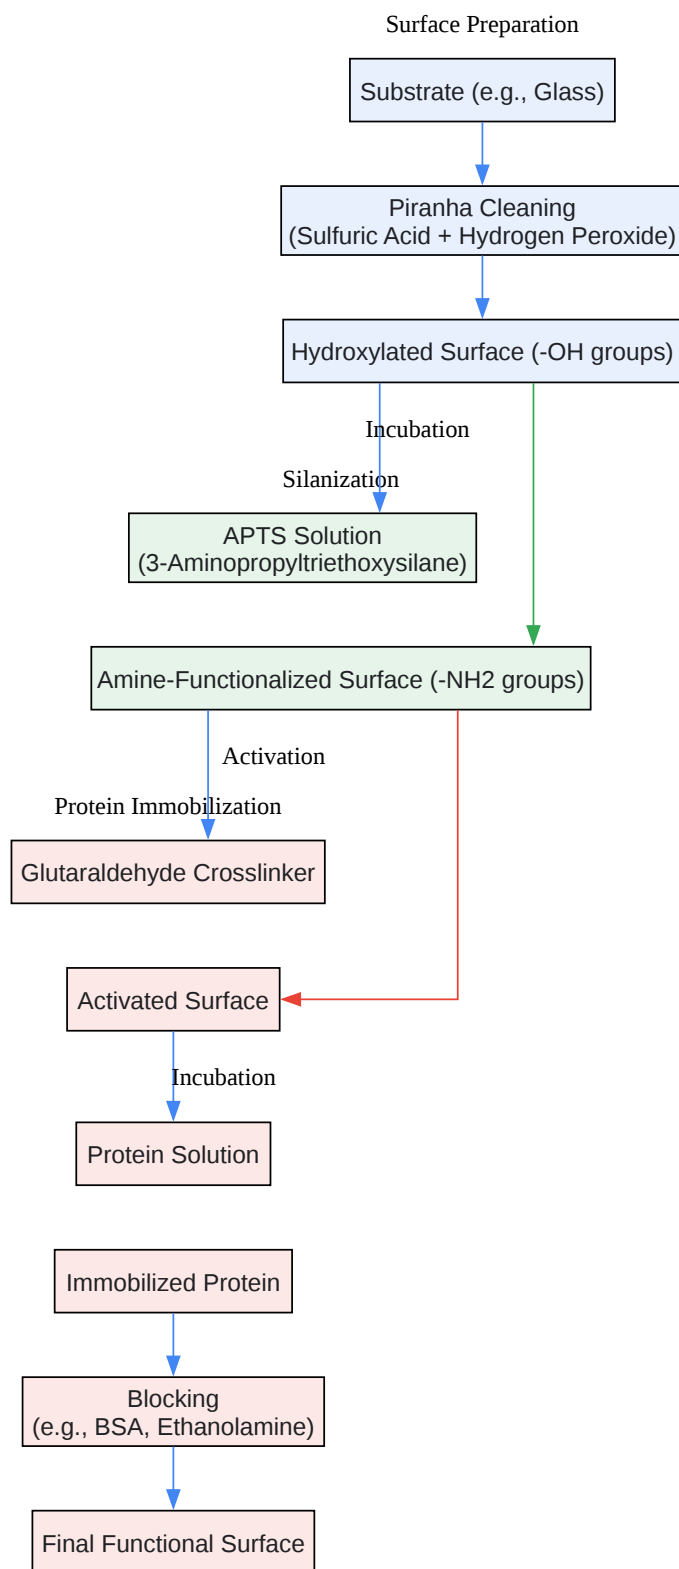 Surface Preparation
Substrate (e.g., Glass)
Piranha Cleaning
(Sulfuric Acid + Hydrogen Peroxide)
Hydroxylated Surface (-OH groups)
Incubation
Silanization
APTS Solution
(3-Aminopropyltriethoxysilane)
Amine-Functionalized Surface (-NH2 groups)
Activation
Protein Immobilization
Glutaraldehyde Crosslinker
Activated Surface
Incubation
Protein Solution
Immobilized Protein
Blocking
(e.g., BSA, Ethanolamine)
Final Functional Surface